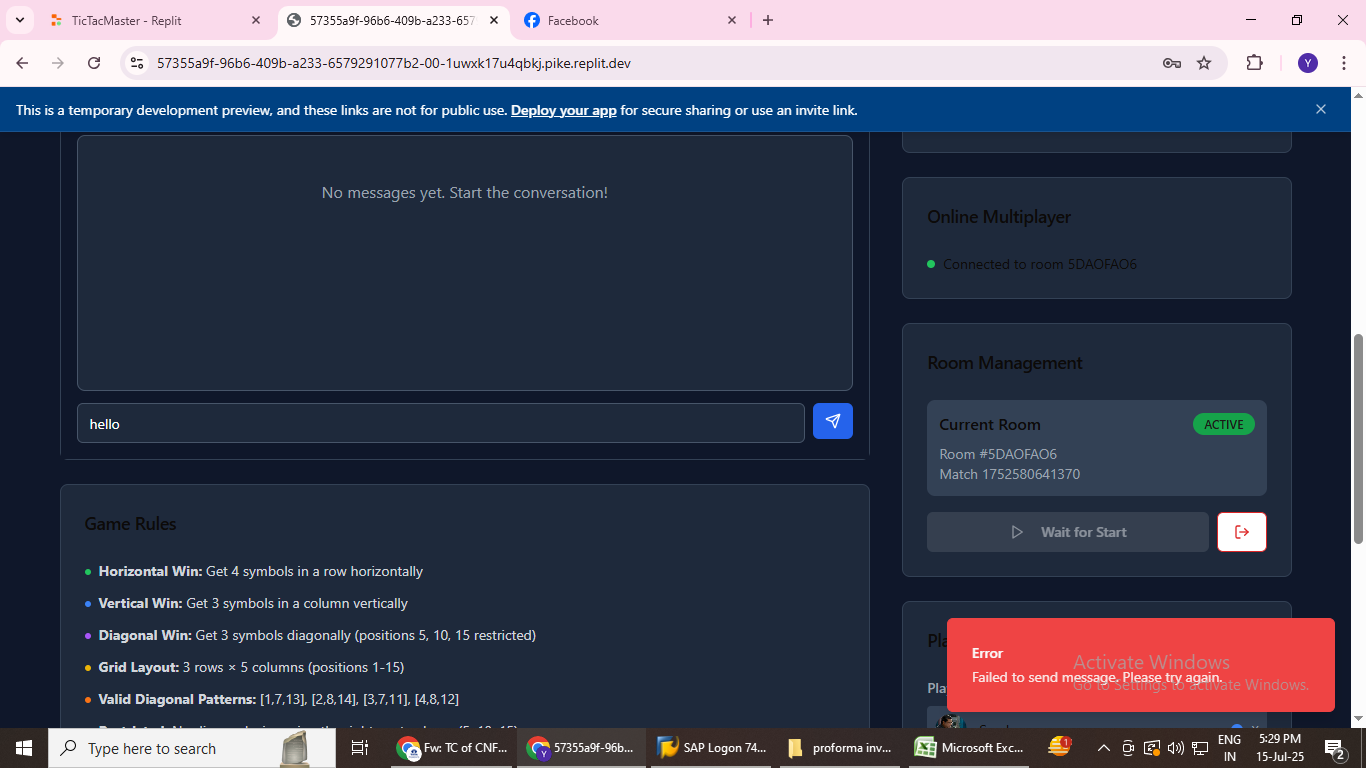 TicTacMaster - Replit
57355a9f-96b6-409b-a233-657
Facebook
57355a9f-96b6-409b-a233-6579291077b2-00-1uwxk17u4qbkj.pike.replit.dev
Y
This is a temporary development preview, and these links are not for public use. Deploy your app for secure sharing or use an invite link.
No messages yet. Start the conversation!
hello
Game Rules
Horizontal Win: Get 4 symbols in a row horizontally
Vertical Win: Get 3 symbols in a column vertically
Diagonal Win: Get 3 symbols diagonally (positions 5, 10, 15 restricted)
Grid Layout: 3 rows × 5 columns (positions 1-15)
Valid Diagonal Patterns: [1,7,13], [2,8,14], [3,7,11], [4,8,12]
Online Multiplayer
Connected to room 5DAOFAO6
Room Management
Current Room
ACTIVE
Room #5DAOFAO6
Match 1752580641370
Wait for Start
Pla
Pla
Error
Failed to send message. Please try again.
Activate Windows
Go to Settings to activate Windows.
Type here to search
Fw: TC of CNF...
57355a9f-96b...
SAP Logon 74...
proforma inv...
Microsoft Exc...
1
ENG
IN
5:29 PM
15-Jul-25
2